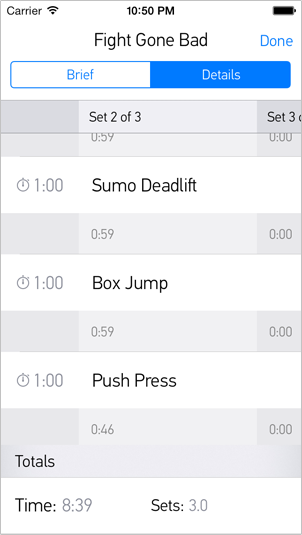 Carrier 10:50 PM
Fight Gone Bad Done
Brief Details
Set 2 of 3 Set 3
0:59 0:00
1:00 Sumo Deadlift
0:59 0:00
1:00 Box Jump
0:59 0:00
1:00 Push Press
0:46 0:00
Totals
Time: 8:39 Sets: 3.0